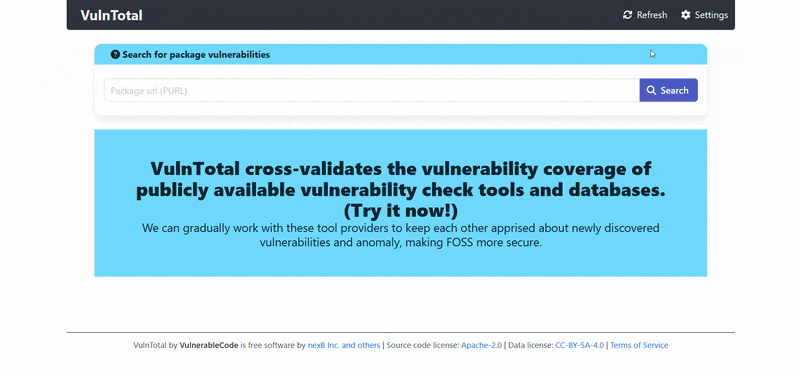 VulnTotal
Refresh
Settings
Search for package vulnerabilities
Package url (PURL)
Search
VulnTotal cross-validates the vulnerability coverage of
publicly available vulnerability check tools and databases.
(Try it now!)
We can gradually work with these tool providers to keep each other apprised about newly discovered
vulnerabilities and anomaly, making FOSS more secure.
VulnTotal by VulnerableCode is free software by nexB Inc. and others | Source code license: Apache-2.0 | Data license: CC-BY-SA-4.0 | Terms of Service